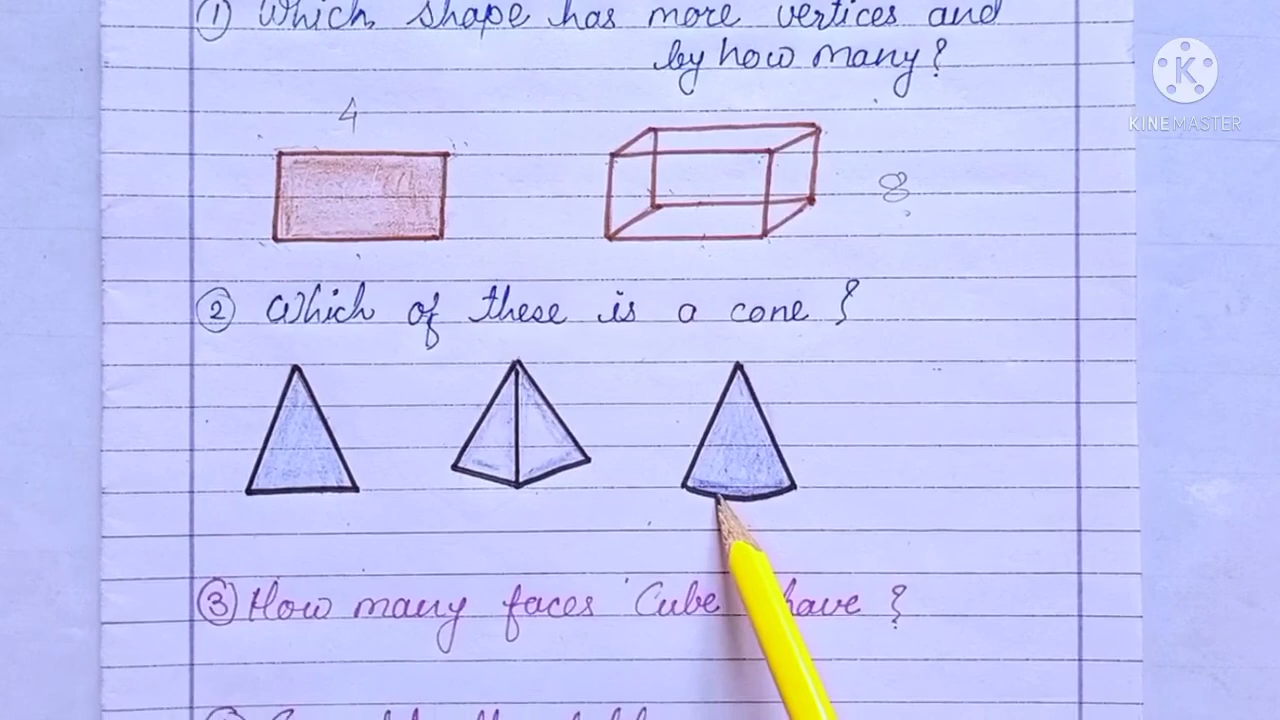 ① Which shape has more vertices and
by how many?
4
8
② Which of these is a cone?
③ How many faces Cube have?
K
KINEMASTER